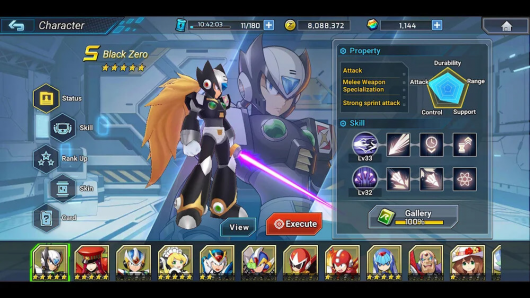 Character
10:42:03
11/180
8,088,372
1,144
S Black Zero
Status
Skill
Rank Up
Skin
Card
View
Execute
Property
Attack
Melee Weapon
Specialization
Strong sprint attack
Durability
Attack
Range
Control
Support
Skill
Lv33
Lv32
Gallery
100%